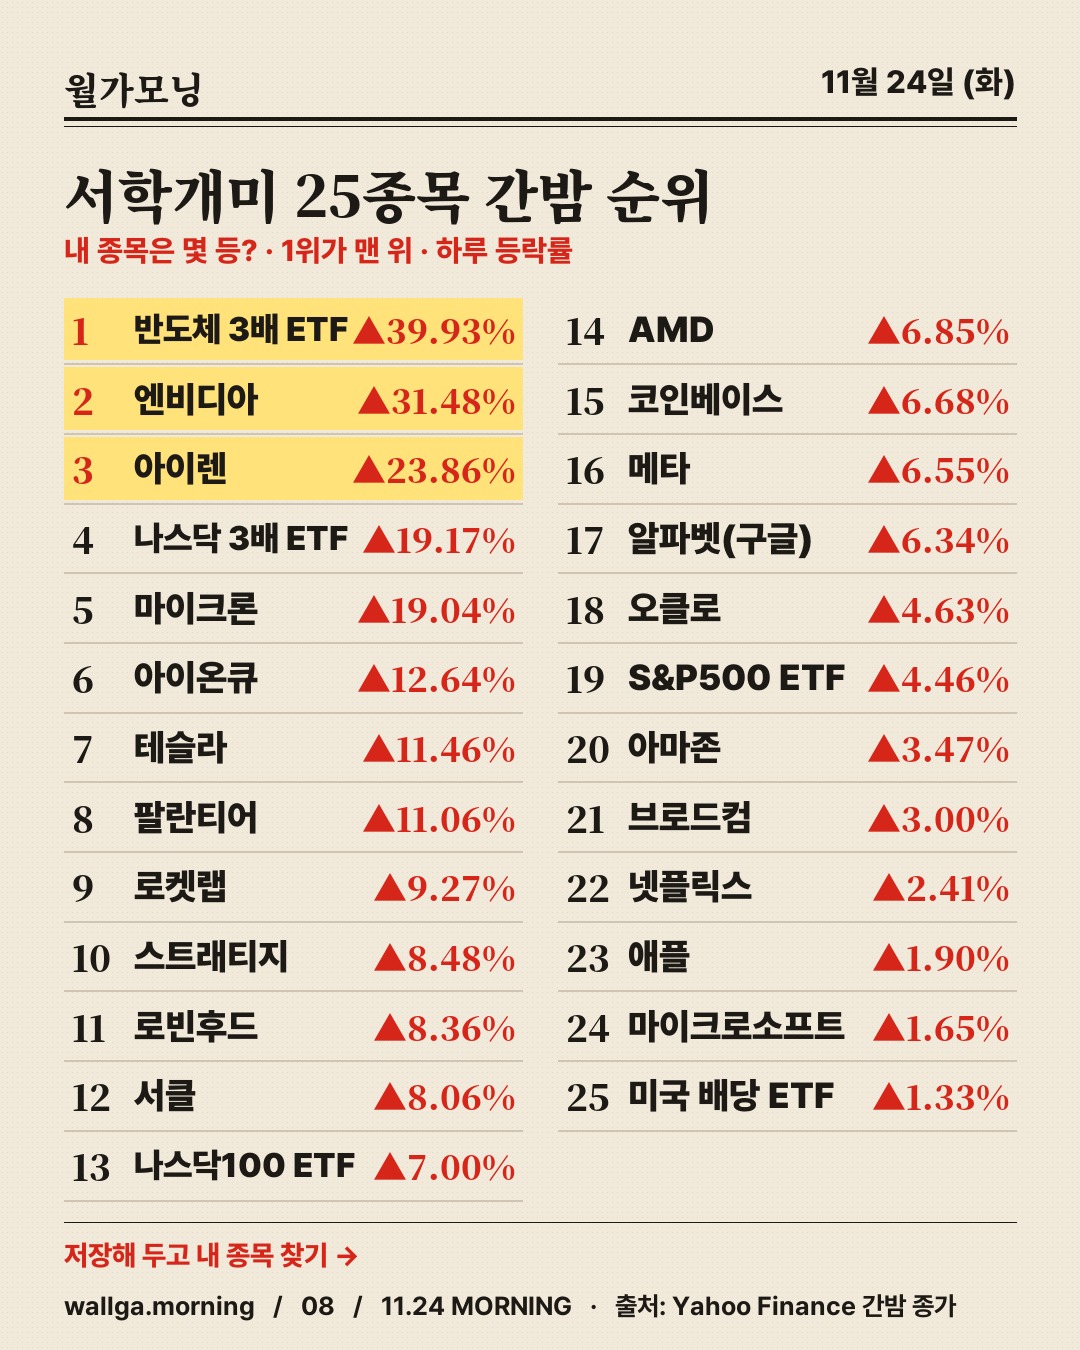 월가모닝
11월 24일 (화)
서학개미 25종목 간밤 순위
내 종목은 몇 등? · 1위가 맨 위 · 하루 등락률
1 반도체 3배 ETF ▲39.93%
2 엔비디아 ▲31.48%
3 아이렌 ▲23.86%
4 나스닥 3배 ETF ▲19.17%
5 마이크론 ▲19.04%
6 아이온큐 ▲12.64%
7 테슬라 ▲11.46%
8 팔란티어 ▲11.06%
9 로켓랩 ▲9.27%
10 스트래티지 ▲8.48%
11 로빈후드 ▲8.36%
12 서클 ▲8.06%
13 나스닥100 ETF ▲7.00%
14 AMD ▲6.85%
15 코인베이스 ▲6.68%
16 메타 ▲6.55%
17 알파벳(구글) ▲6.34%
18 오클로 ▲4.63%
19 S&P500 ETF ▲4.46%
20 아마존 ▲3.47%
21 브로드컴 ▲3.00%
22 넷플릭스 ▲2.41%
23 애플 ▲1.90%
24 마이크로소프트 ▲1.65%
25 미국 배당 ETF ▲1.33%
저장해 두고 내 종목 찾기 →
wallga.morning / 08 / 11.24 MORNING · 출처: Yahoo Finance 간밤 종가